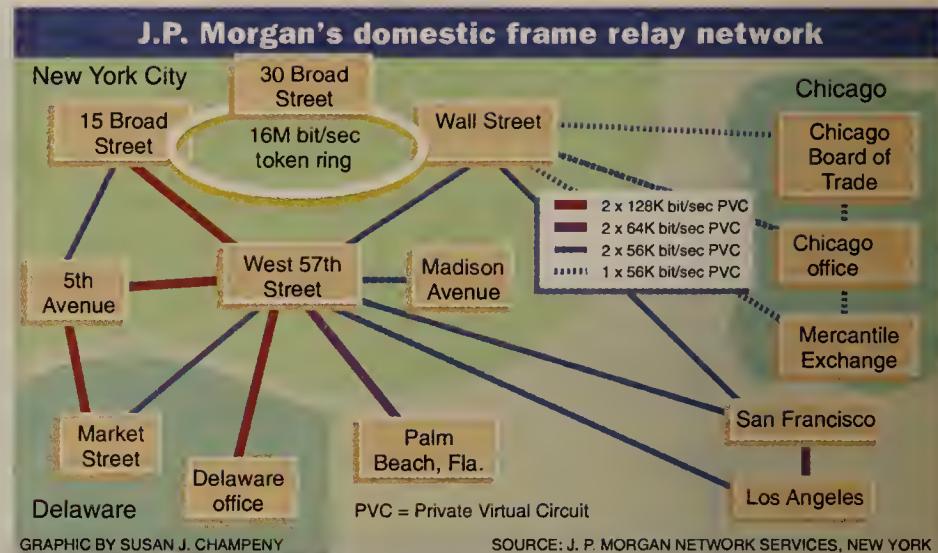 J.P. Morgan's domestic frame relay network
New York City
30 Broad
Street
15 Broad
Street
16M bit/sec
token ring
Wall Street
Chicago
Chicago
Board of
Trade
2 x 128K bit/sec PVC
2 x 64K bit/sec PVC
2 x 56K bit/sec PVC
1 x 56K bit/sec PVC
Chicago
office
5th
Avenue
West 57th
Street
Madison
Avenue
Mercantile
Exchange
Market
Street
Delaware
office
Palm
Beach, Fla.
San Francisco
Los Angeles
Delaware
PVC = Private Virtual Circuit
GRAPHIC BY SUSAN J. CHAMPENY
SOURCE: J. P. MORGAN NETWORK SERVICES, NEW YORK